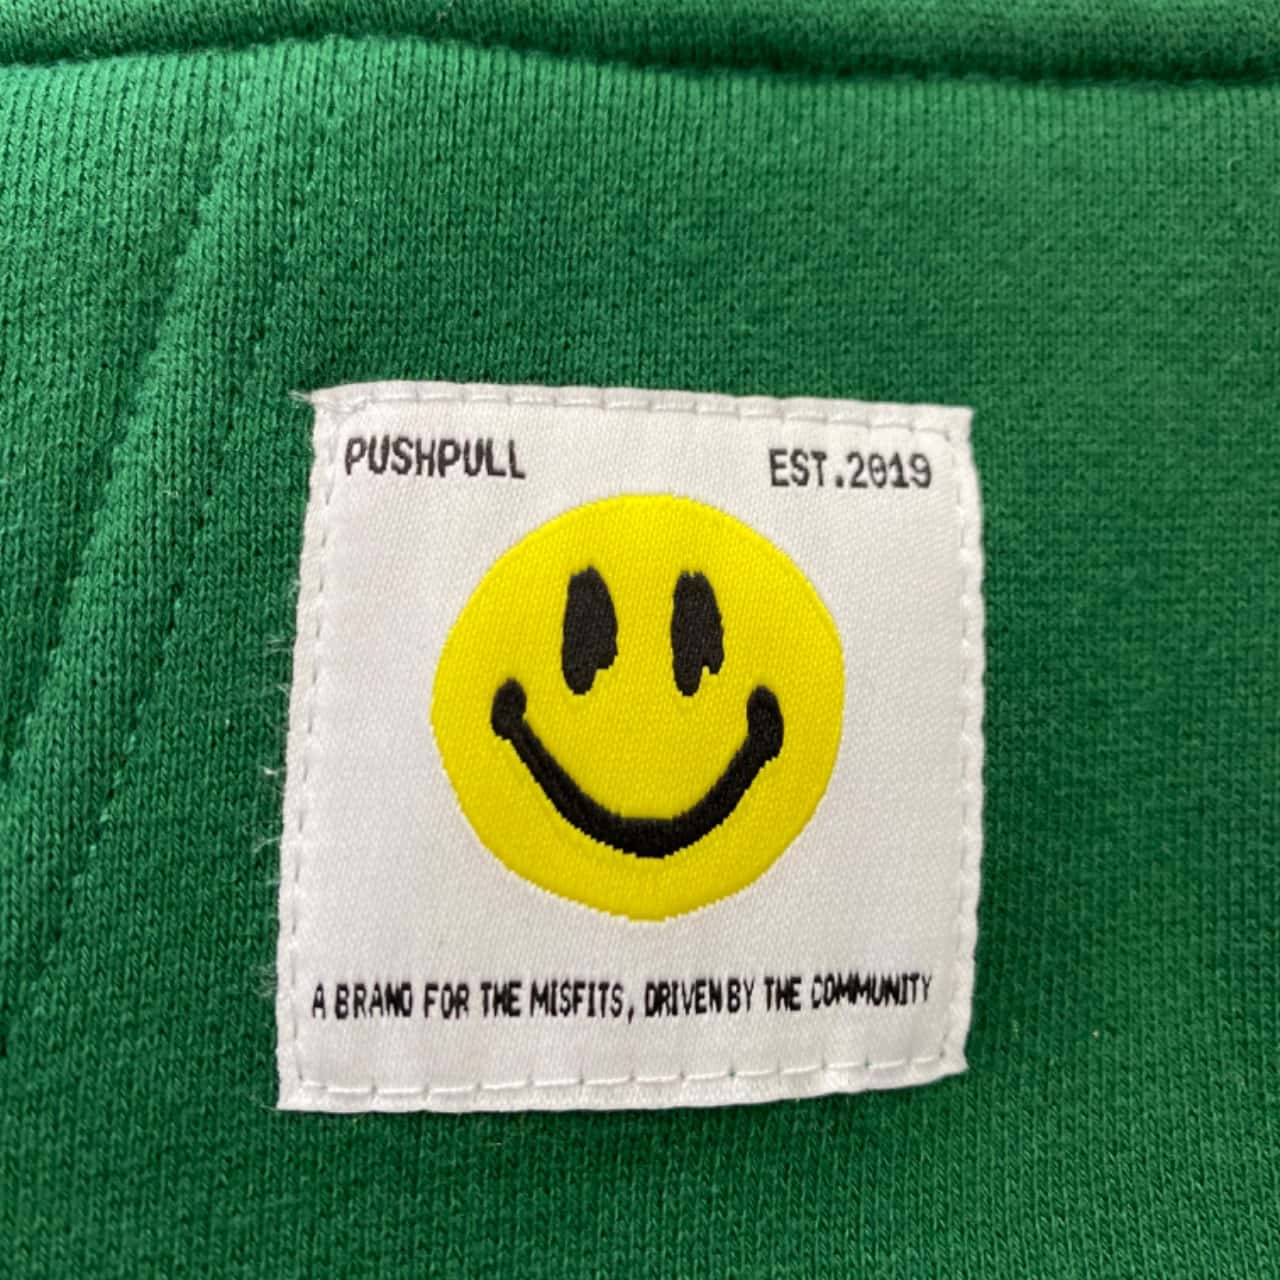 PUSHPULL EST.2019
A BRAND FOR THE MISFITS, DRIVEN BY THE COMMUNITY